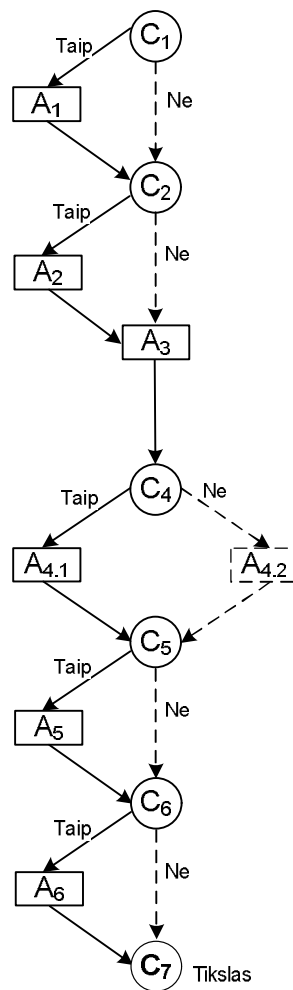 C1
Taip
A1
Ne
C2
Taip
A2
Ne
A3
C4
Taip
Ne
A4.1
A4.2
C5
Taip
A5
Ne
C6
Taip
A6
Ne
C7 Tikslas